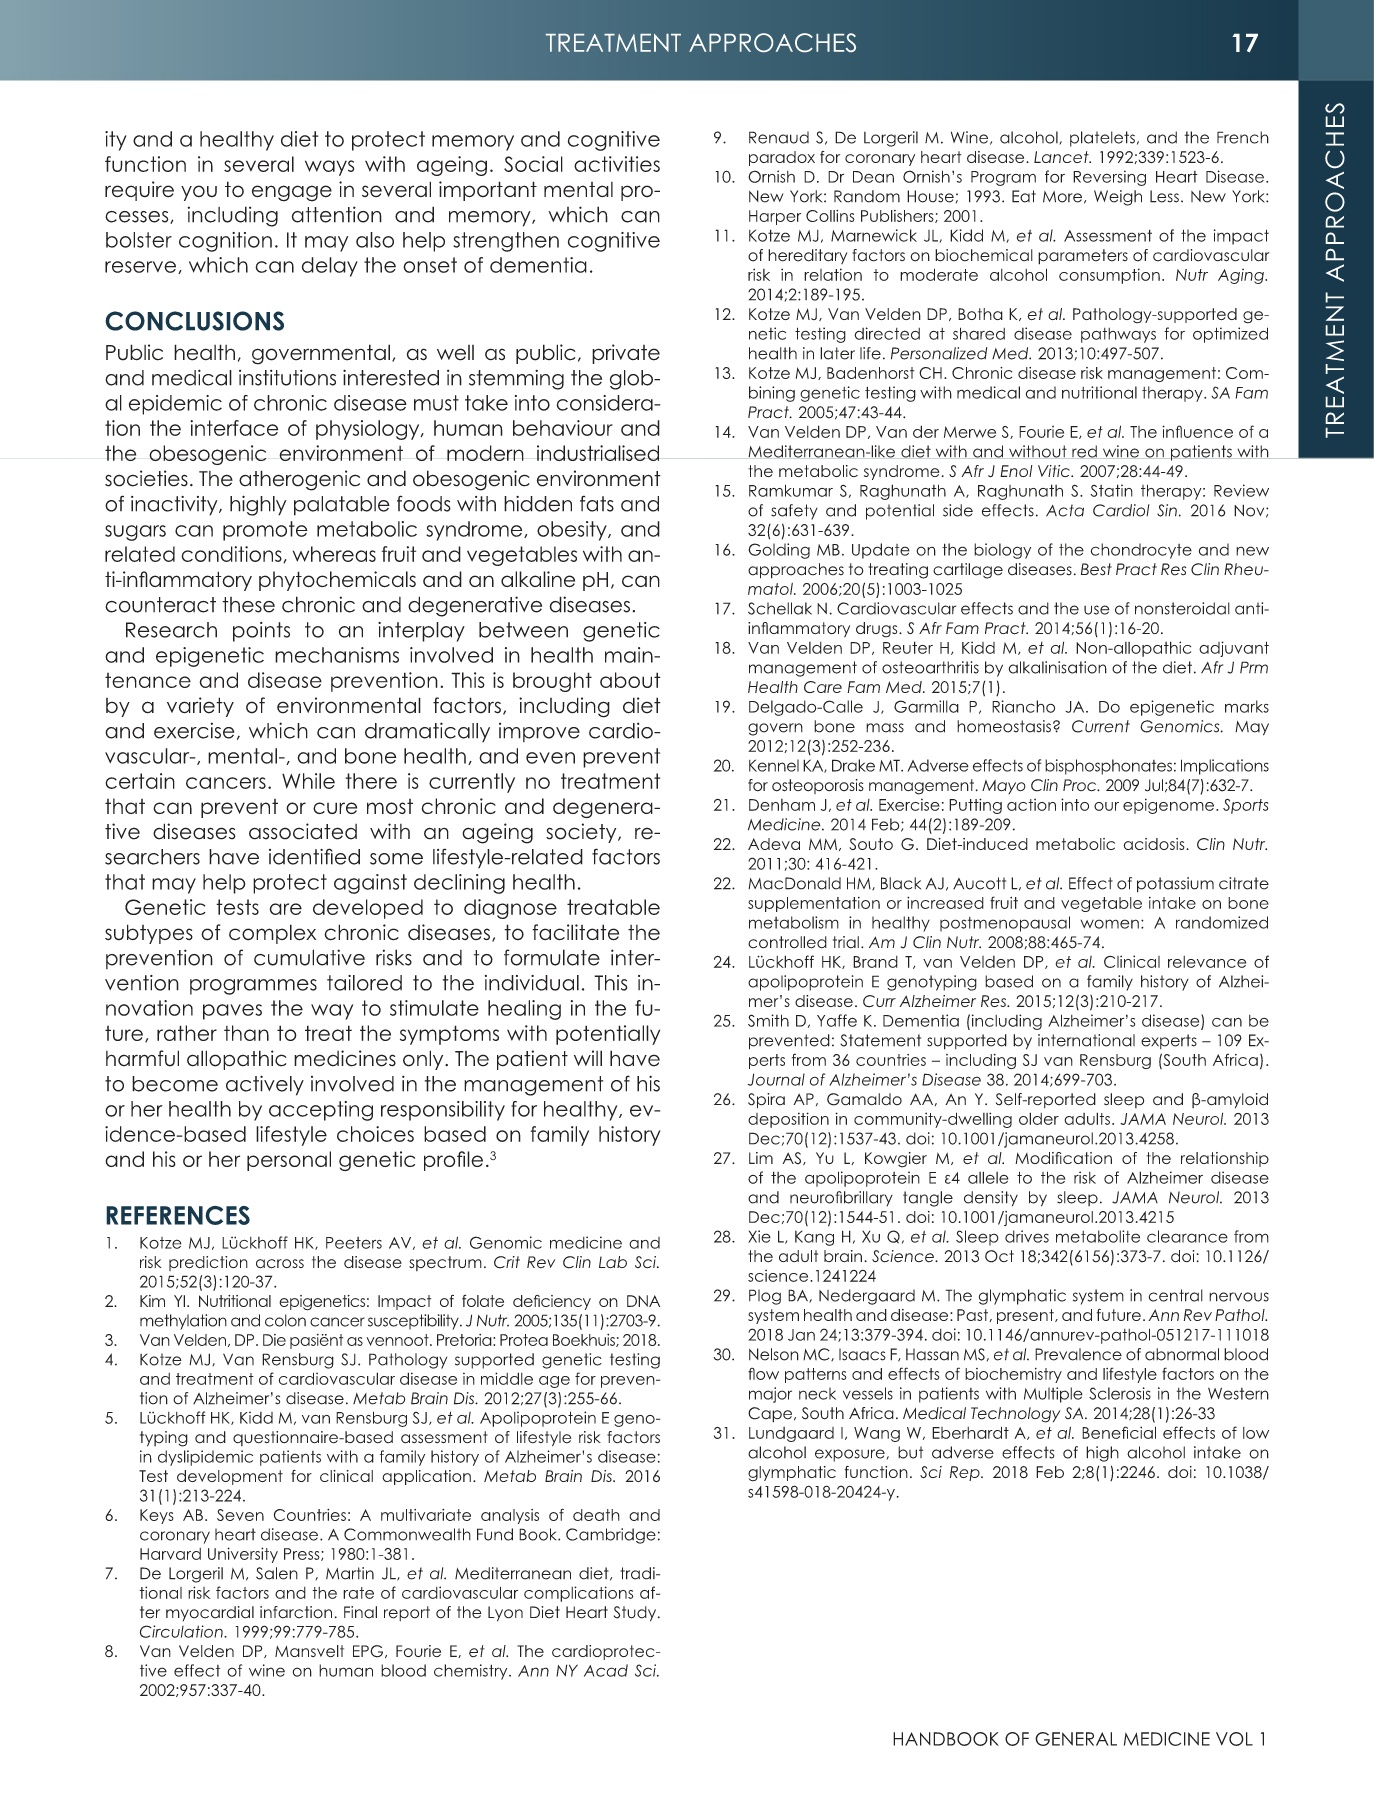 TREATMENT APPROACHES
17
TREATMENT APPROACHES
ity and a healthy diet to protect memory and cognitive
function in several ways with ageing. Social activities
require you to engage in several important mental pro-
cesses, including attention and memory, which can
bolster cognition. It may also help strengthen cognitive
reserve, which can delay the onset of dementia.
CONCLUSIONS
Public health, governmental, as well as public, private
and medical institutions interested in stemming the glob-
al epidemic of chronic disease must take into considera-
tion the interface of physiology, human behaviour and
the obesogenic environment of modern industrialised
societies. The atherogenic and obesogenic environment
of inactivity, highly palatable foods with hidden fats and
sugars can promote metabolic syndrome, obesity, and
related conditions, whereas fruit and vegetables with an-
ti-inflammatory phytochemicals and an alkaline pH, can
counteract these chronic and degenerative diseases.
Research points to an interplay between genetic
and epigenetic mechanisms involved in health main-
tenance and disease prevention. This is brought about
by a variety of environmental factors, including diet
and exercise, which can dramatically improve cardio-
vascular-, mental-, and bone health, and even prevent
certain cancers. While there is currently no treatment
that can prevent or cure most chronic and degenera-
tive diseases associated with an ageing society, re-
searchers have identified some lifestyle-related factors
that may help protect against declining health.
Genetic tests are developed to diagnose treatable
subtypes of complex chronic diseases, to facilitate the
prevention of cumulative risks and to formulate inter-
vention programmes tailored to the individual. This in-
novation paves the way to stimulate healing in the fu-
ture, rather than to treat the symptoms with potentially
harmful allopathic medicines only. The patient will have
to become actively involved in the management of his
or her health by accepting responsibility for healthy, ev-
idence-based lifestyle choices based on family history
and his or her personal genetic profile.3
REFERENCES
1. Kotze MJ, Lückhoff HK, Peeters AV, et al. Genomic medicine and
risk prediction across the disease spectrum. Crit Rev Clin Lab Sci.
2015;52(3):120-37.
2. Kim YI. Nutritional epigenetics: Impact of folate deficiency on DNA
methylation and colon cancer susceptibility. J Nutr. 2005;135(11):2703-9.
3. Van Velden, DP. Die pasiënt as vennoot. Pretoria: Protea Boekhuis; 2018.
4. Kotze MJ, Van Rensburg SJ. Pathology supported genetic testing
and treatment of cardiovascular disease in middle age for preven-
tion of Alzheimer's disease. Metab Brain Dis. 2012;27(3):255-66.
5. Lückhoff HK, Kidd M, van Rensburg SJ, et al. Apolipoprotein E geno-
typing and questionnaire-based assessment of lifestyle risk factors
in dyslipidemic patients with a family history of Alzheimer's disease:
Test development for clinical application. Metab Brain Dis. 2016
31(1):213-224.
6. Keys AB. Seven Countries: A multivariate analysis of death and
coronary heart disease. A Commonwealth Fund Book. Cambridge:
Harvard University Press; 1980:1-381.
7. De Lorgeril M, Salen P, Martin JL, et al. Mediterranean diet, tradi-
tional risk factors and the rate of cardiovascular complications af-
ter myocardial infarction. Final report of the Lyon Diet Heart Study.
Circulation. 1999;99:779-785.
8. Van Velden DP, Mansvelt EPG, Fourie E, et al. The cardioprotec-
tive effect of wine on human blood chemistry. Ann NY Acad Sci.
2002;957:337-40.
9. Renaud S, De Lorgeril M. Wine, alcohol, platelets, and the French
paradox for coronary heart disease. Lancet. 1992;339:1523-6.
10. Ornish D. Dr Dean Ornish's Program for Reversing Heart Disease.
New York: Random House; 1993. Eat More, Weigh Less. New York:
Harper Collins Publishers; 2001.
11. Kotze MJ, Marnewick JL, Kidd M, et al. Assessment of the impact
of hereditary factors on biochemical parameters of cardiovascular
risk in relation to moderate alcohol consumption. Nutr Aging.
2014;2:189-195.
12. Kotze MJ, Van Velden DP, Botha K, et al. Pathology-supported ge-
netic testing directed at shared disease pathways for optimized
health in later life. Personalized Med. 2013;10:497-507.
13. Kotze MJ, Badenhorst CH. Chronic disease risk management: Com-
bining genetic testing with medical and nutritional therapy. SA Fam
Pract. 2005;47:43-44.
14. Van Velden DP, Van der Merwe S, Fourie E, et al. The influence of a
Mediterranean-like diet with and without red wine on patients with
the metabolic syndrome. S Afr J Enol Vitic. 2007;28:44-49.
15. Ramkumar S, Raghunath A, Raghunath S. Statin therapy: Review
of safety and potential side effects. Acta Cardiol Sin. 2016 Nov;
32(6):631-639.
16. Golding MB. Update on the biology of the chondrocyte and new
approaches to treating cartilage diseases. Best Pract Res Clin Rheu-
matol. 2006;20(5):1003-1025
17. Schellak N. Cardiovascular effects and the use of nonsteroidal anti-
inflammatory drugs. S Afr Fam Pract. 2014;56(1):16-20.
18. Van Velden DP, Reuter H, Kidd M, et al. Non-allopathic adjuvant
management of osteoarthritis by alkalinisation of the diet. Afr J Prm
Health Care Fam Med. 2015;7(1).
19. Delgado-Calle J, Garmilla P, Riancho JA. Do epigenetic marks
govern bone mass and homeostasis? Current Genomics. May
2012;12(3):252-236.
20. Kennel KA, Drake MT. Adverse effects of bisphosphonates: Implications
for osteoporosis management. Mayo Clin Proc. 2009 Jul;84(7):632-7.
21. Denham J, et al. Exercise: Putting action into our epigenome. Sports
Medicine. 2014 Feb; 44(2):189-209.
22. Adeva MM, Souto G. Diet-induced metabolic acidosis. Clin Nutr.
2011;30: 416-421.
22. MacDonald HM, Black AJ, Aucott L, et al. Effect of potassium citrate
supplementation or increased fruit and vegetable intake on bone
metabolism in healthy postmenopausal women: A randomized
controlled trial. Am J Clin Nutr. 2008;88:465-74.
24. Lückhoff HK, Brand T, van Velden DP, et al. Clinical relevance of
apolipoprotein E genotyping based on a family history of Alzhei-
mer's disease. Curr Alzheimer Res. 2015;12(3):210-217.
25. Smith D, Yaffe K. Dementia (including Alzheimer's disease) can be
prevented: Statement supported by international experts – 109 Ex-
perts from 36 countries – including SJ van Rensburg (South Africa).
Journal of Alzheimer's Disease 38. 2014;699-703.
26. Spira AP, Gamaldo AA, An Y. Self-reported sleep and β-amyloid
deposition in community-dwelling older adults. JAMA Neurol. 2013
Dec;70(12):1537-43. doi: 10.1001/jamaneurol.2013.4258.
27. Lim AS, Yu L, Kowgier M, et al. Modification of the relationship
of the apolipoprotein E ε4 allele to the risk of Alzheimer disease
and neurofibrillary tangle density by sleep. JAMA Neurol. 2013
Dec;70(12):1544-51. doi: 10.1001/jamaneurol.2013.4215
28. Xie L, Kang H, Xu Q, et al. Sleep drives metabolite clearance from
the adult brain. Science. 2013 Oct 18;342(6156):373-7. doi: 10.1126/
science.1241224
29. Plog BA, Nedergaard M. The glymphatic system in central nervous
system health and disease: Past, present, and future. Ann Rev Pathol.
2018 Jan 24;13:379-394. doi: 10.1146/annurev-pathol-051217-111018
30. Nelson MC, Isaacs F, Hassan MS, et al. Prevalence of abnormal blood
flow patterns and effects of biochemistry and lifestyle factors on the
major neck vessels in patients with Multiple Sclerosis in the Western
Cape, South Africa. Medical Technology SA. 2014;28(1):26-33
31. Lundgaard I, Wang W, Eberhardt A, et al. Beneficial effects of low
alcohol exposure, but adverse effects of high alcohol intake on
glymphatic function. Sci Rep. 2018 Feb 2;8(1):2246. doi: 10.1038/
s41598-018-20424-y.
HANDBOOK OF GENERAL MEDICINE VOL 1